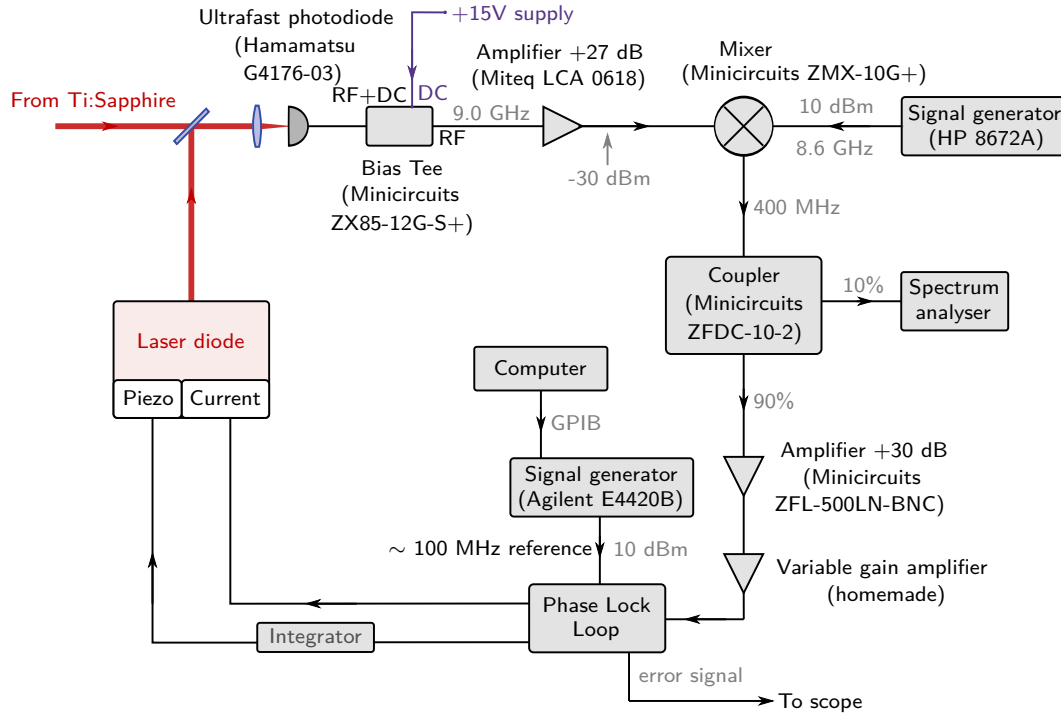 Ultrafast photodiode
(Hamamatsu
G4176-03)
+15V supply
Amplifier +27 dB
(Miteq LCA 0618)
Mixer
(Minicircuits ZMX-10G+)
From Ti:Sapphire
RF+DC
DC
9.0 GHz
RF
10 dBm
8.6 GHz
Signal generator
(HP 8672A)
Bias Tee
(Minicircuits
ZX85-12G-S+)
-30 dBm
400 MHz
Coupler
(Minicircuits
ZFDC-10-2)
10%
Spectrum
analyser
Laser diode
Piezo
Current
Computer
GPIB
90%
Signal generator
(Agilent E4420B)
Amplifier +30 dB
(Minicircuits
ZFL-500LN-BNC)
∼ 100 MHz reference
10 dBm
Variable gain amplifier
(homemade)
Phase Lock
Loop
Integrator
error signal
To scope